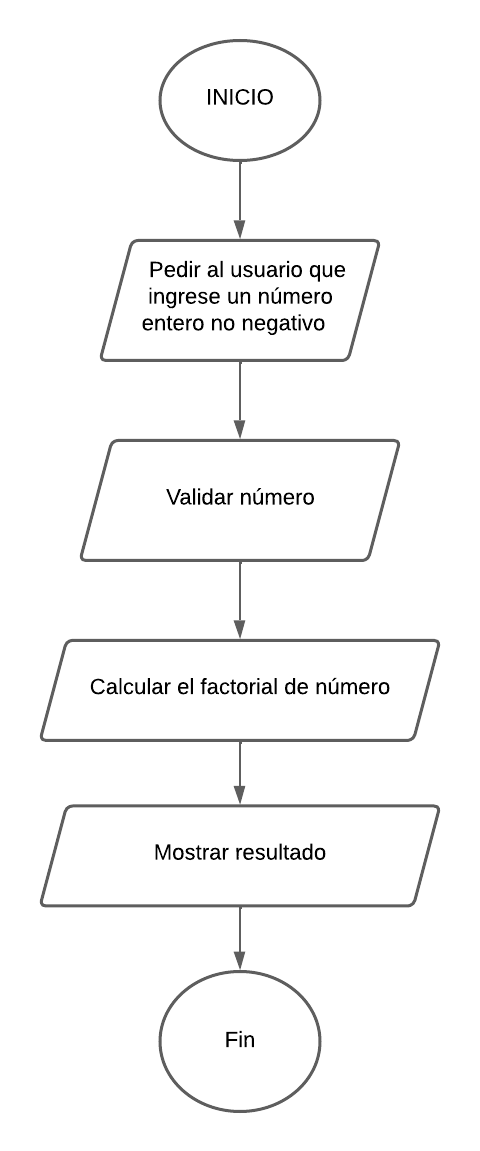 INICIO
Pedir al usuario que
ingrese un número
entero no negativo
Validar número
Calcular el factorial de número
Mostrar resultado
Fin